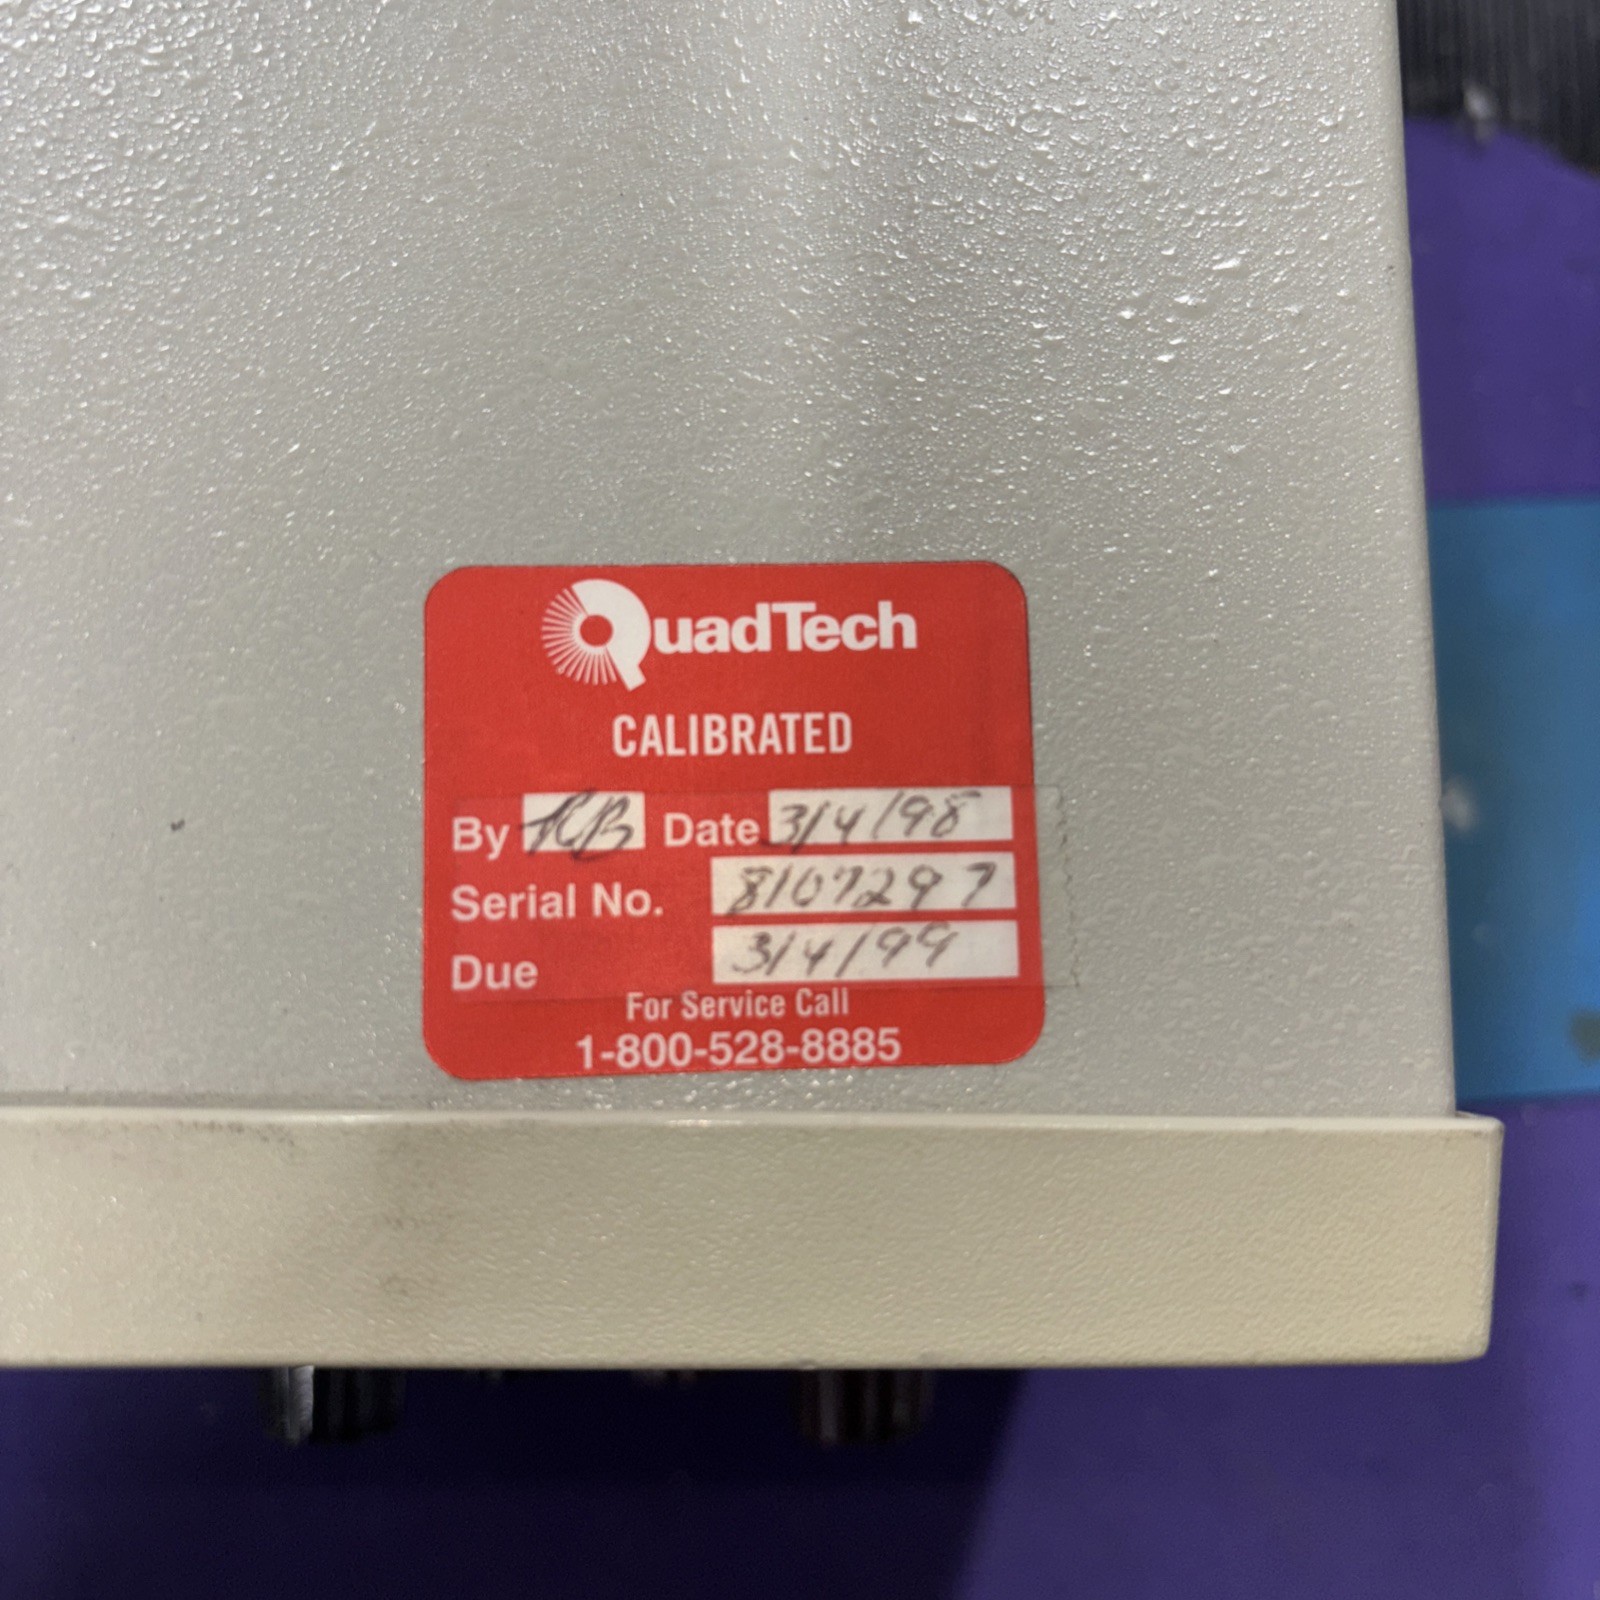 QuadTech
CALIBRATED
By RB Date 3/4/98
Serial No. 8107297
Due 3/4/99
For Service Call
1-800-528-8885